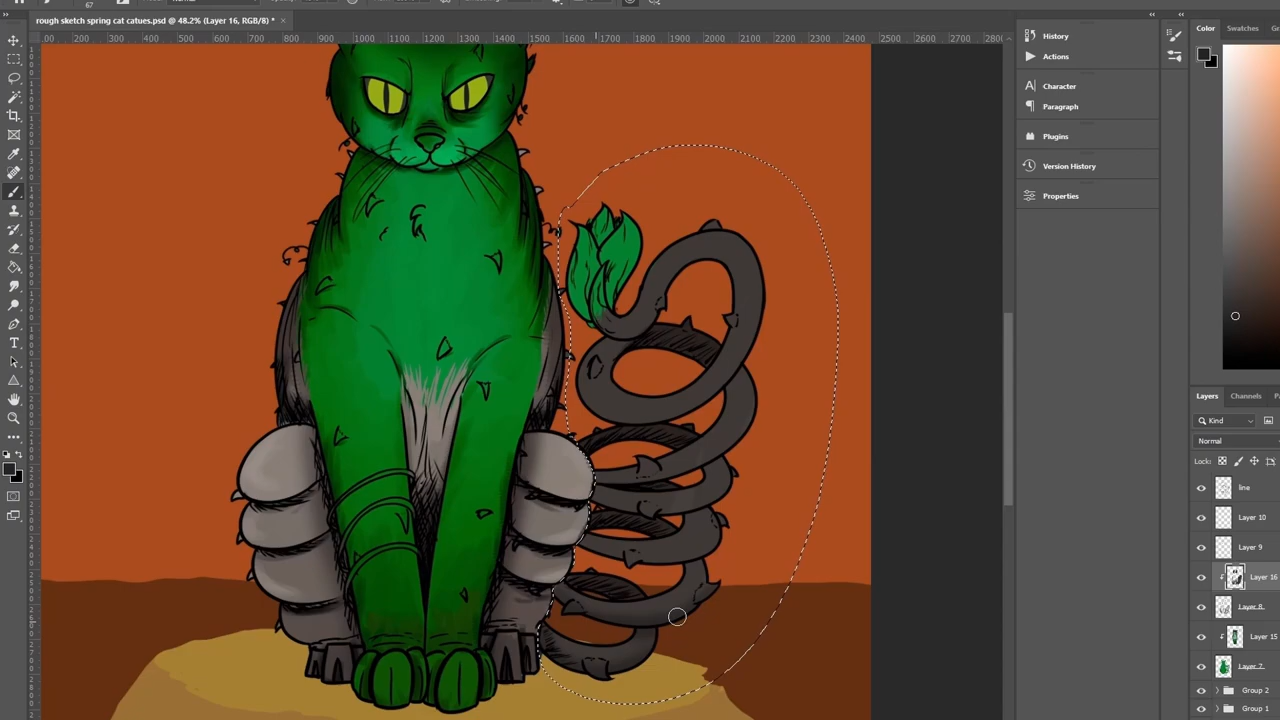 rough sketch spring cat catues.psd @ 48.2% (Layer 16, RGB/8) *
200 300 400 500 600 700 800 900 1000 1100 1200 1300 1400 1500 1600 1700 1800 1900 2000 2100 2200 2300 2400 2500 2600 2700 2800
History
Actions
Character
Paragraph
Plugins
Version History
Properties
Color Swatches
Layers Channels
Kind
Normal
Lock:
line
Layer 10
Layer 9
Layer 16
Layer 8
Layer 15
Layer 7
Group 2
Group 1